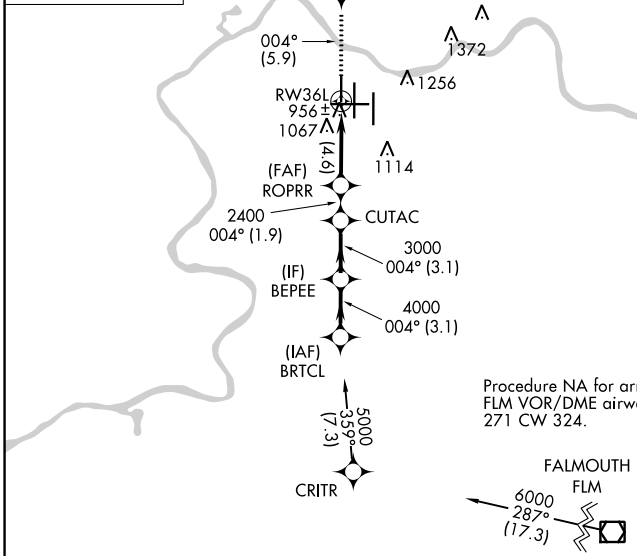 004°
(5.9)
1372
1256
RW36L
956±
1067
(4.6)
1114
(FAF)
ROPRR
2400
004° (1.9)
CUTAC
3000
004° (3.1)
(IF)
BEPEE
4000
004° (3.1)
(IAF)
BRTCL
5000
359°
(7.3)
CRITR
Procedure NA for
FLM VOR/DME
271 CW 324.
FALMOUTH
FLM
6000
287°
(17.3)